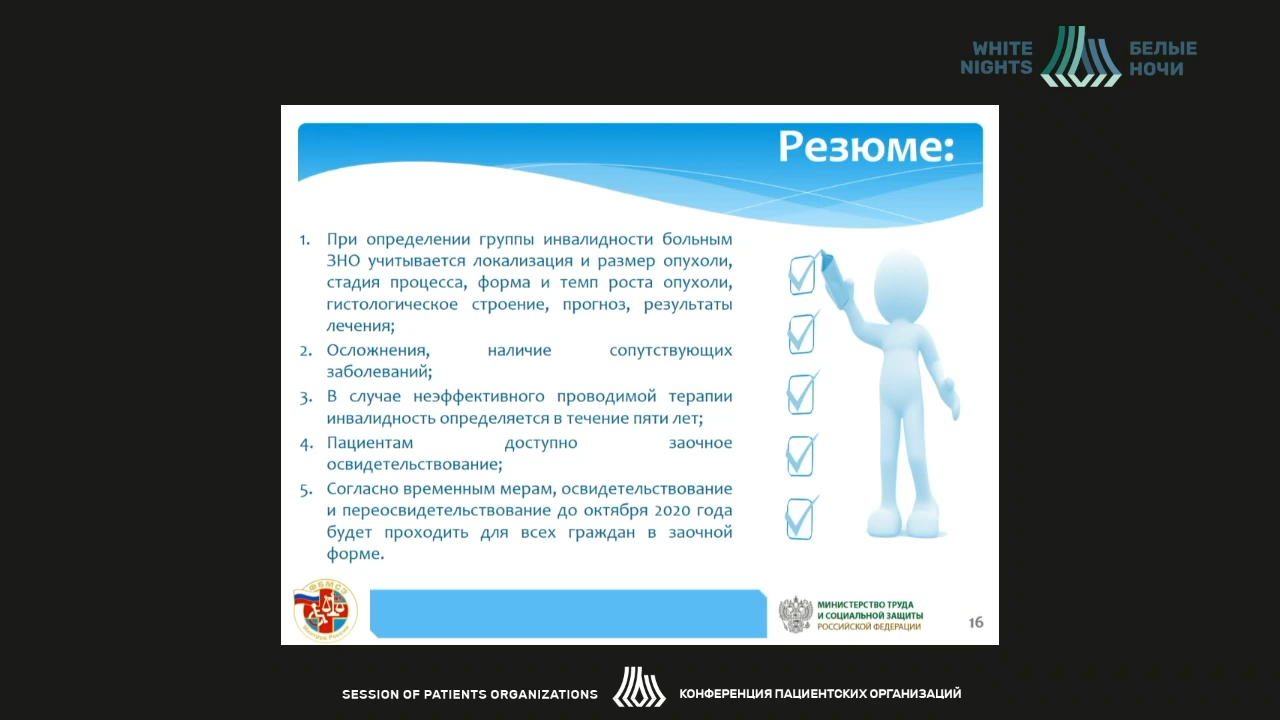 WHITE
NIGHTS
БЕЛЫЕ
НОЧИ
Резюме:
1. При определении группы инвалидности больным
ЗНО учитывается локализация и размер опухоли,
стадия процесса, форма и темп роста опухоли,
гистологическое строение, прогноз, результаты
лечения;
2. Осложнения, наличие сопутствующих
заболеваний;
3. В случае неэффективного проводимой терапии
инвалидность определяется в течение пяти лет;
4. Пациентам доступно заочное
освидетельствование;
5. Согласно временным мерам, освидетельствование
и переосвидетельствование до октября 2020 года
будет проходить для всех граждан в заочной
форме.
ФБМСЭ
Минтруда России
МИНИСТЕРСТВО ТРУДА
И СОЦИАЛЬНОЙ ЗАЩИТЫ
РОССИЙСКОЙ ФЕДЕРАЦИИ
16
SESSION OF PATIENTS ORGANIZATIONS
КОНФЕРЕНЦИЯ ПАЦИЕНТСКИХ ОРГАНИЗАЦИЙ